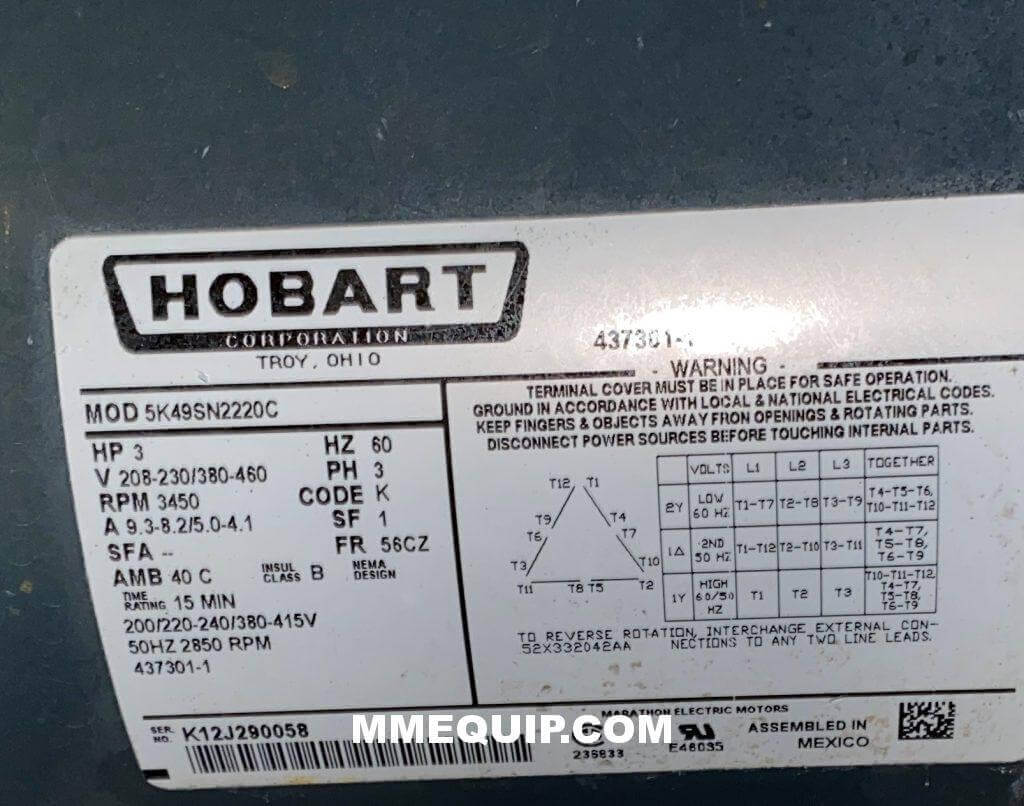 HOBART
CORPORATION
TROY, OHIO
437301-1
MOD 5K49SN2220C
HP 3 HZ 60
V 208-230/380-460 PH 3
RPM 3450 CODE K
A 9.3-8.2/5.0-4.1 SF 1
SFA -- FR 56CZ
AMB 40 C INSUL CLASS B NEMA DESIGN
TIME RATING 15 MIN
200/220-240/380-415V
50HZ 2850 RPM
437301-1
- WARNING -
TERMINAL COVER MUST BE IN PLACE FOR SAFE OPERATION.
GROUND IN ACCORDANCE WITH LOCAL & NATIONAL ELECTRICAL CODES.
KEEP FINGERS & OBJECTS AWAY FRON OPENINGS & ROTATING PARTS.
DISCONNECT POWER SOURCES BEFORE TOUCHING INTERNAL PARTS.
T12 T1
T9 T4
T6 T7
T3 T10
T11 T8 T5 T2
VOLTS L1 L2 L3 TOGETHER
2Y LOW 60 HZ T1-T7 T2-T8 T3-T9 T4-T5-T6, T10-T11-T12
1Δ 2ND 50 HZ T1-T12 T2-T10 T3-T11 T4-T7, T5-T8, T6-T9
1Y HIGH 60/50 HZ T1 T2 T3 T10-T11-T12 T4-T7, T5-T8, T6-T9
TO REVERSE ROTATION, INTERCHANGE EXTERNAL CON-
52X332042AA NECTIONS TO ANY TWO LINE LEADS.
SER. NO. K12J290058
MARATHON ELECTRIC MOTORS
MMEQUIP.COM
236833 E46035
ASSEMBLED IN
MEXICO